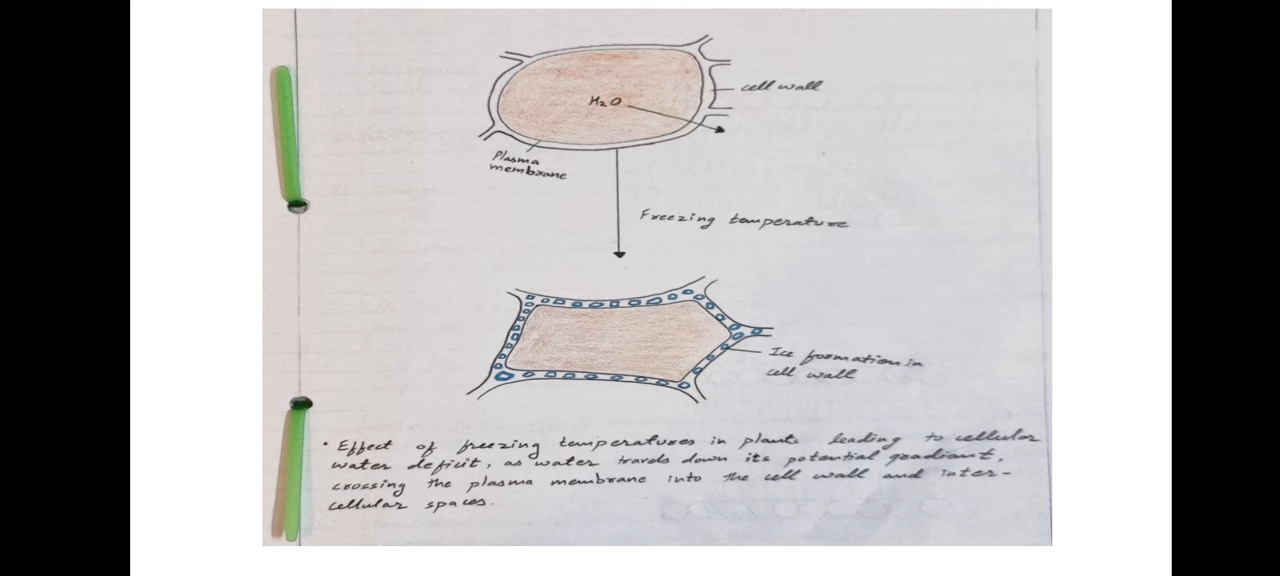 H₂O
cell wall
Plasma
membrane
Freezing temperature
Ice formation in
cell wall
• Effect of freezing temperatures in plants leading to cellular
water deficit, as water travels down its potential gradiant,
crossing the plasma membrane into the cell wall and inter-
cellular spaces.